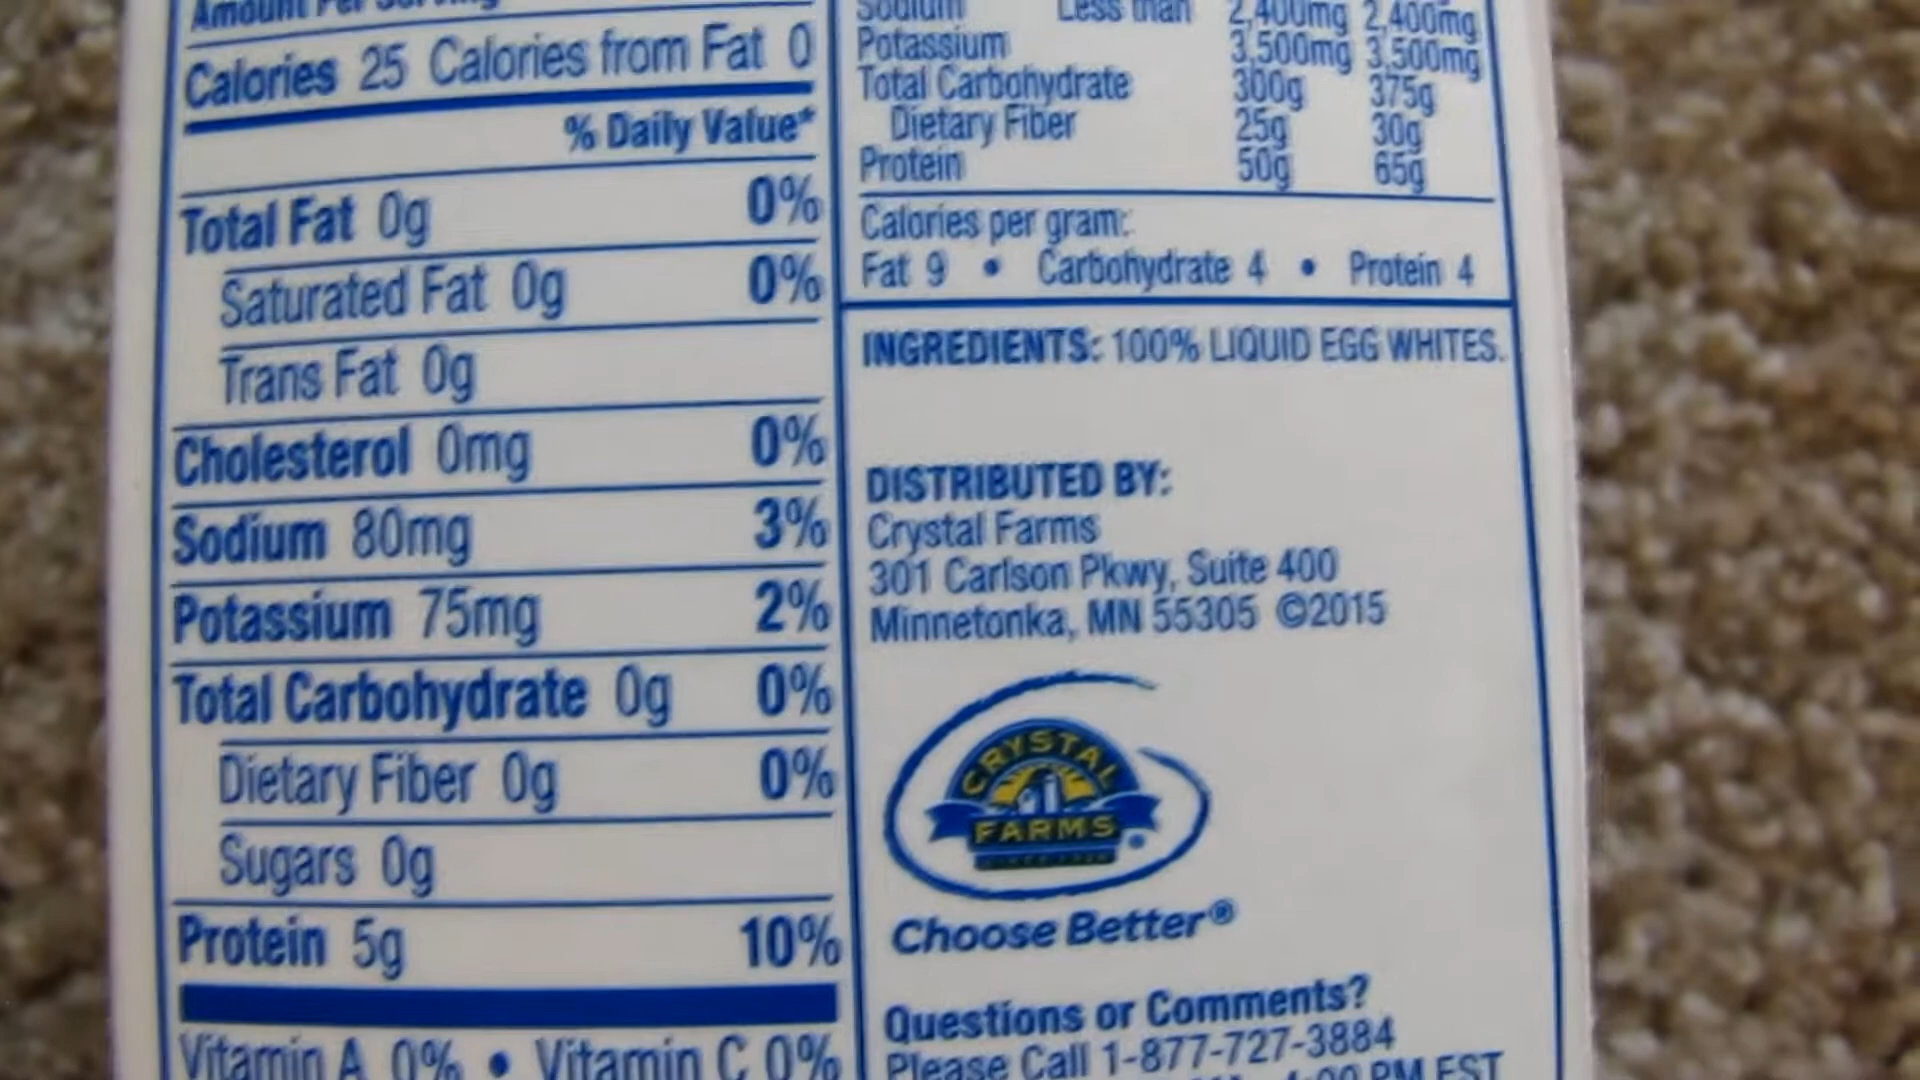 Amount Per Serving
Calories 25 Calories from Fat 0
% Daily Value*
Total Fat 0g 0%
Saturated Fat 0g 0%
Trans Fat 0g
Cholesterol 0mg 0%
Sodium 80mg 3%
Potassium 75mg 2%
Total Carbohydrate 0g 0%
Dietary Fiber 0g 0%
Sugars 0g
Protein 5g 10%
Vitamin A 0% • Vitamin C 0%
Sodium Less than 2,400mg 2,400mg
Potassium 3,500mg 3,500mg
Total Carbohydrate 300g 375g
Dietary Fiber 25g 30g
Protein 50g 65g
Calories per gram:
Fat 9 • Carbohydrate 4 • Protein 4
INGREDIENTS: 100% LIQUID EGG WHITES.
DISTRIBUTED BY:
Crystal Farms
301 Carlson Pkwy, Suite 400
Minnetonka, MN 55305 ©2015
CRYSTAL
FARMS
Choose Better®
Questions or Comments?
Please Call 1-877-727-3884
4:00 PM EST